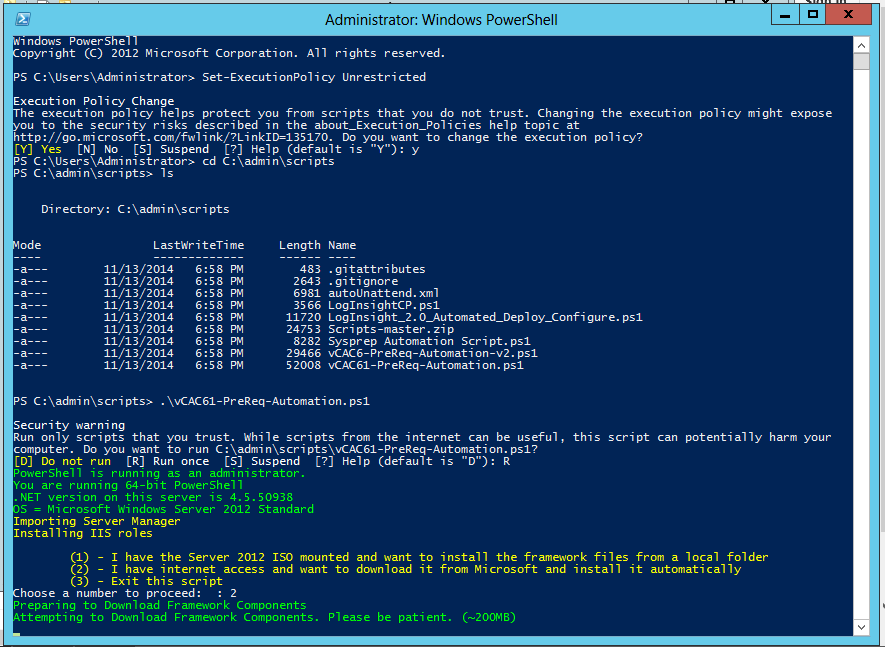 Administrator: Windows PowerShell
Windows PowerShell
Copyright (C) 2012 Microsoft Corporation. All rights reserved.
PS C:\Users\Administrator> Set-ExecutionPolicy Unrestricted
Execution Policy Change
The execution policy helps protect you from scripts that you do not trust. Changing the execution policy might expose
you to the security risks described in the about_Execution_Policies help topic at
http://go.microsoft.com/fwlink/?LinkID=135170. Do you want to change the execution policy?
[Y] Yes  [N] No  [S] Suspend  [?] Help (default is "Y"): y
PS C:\Users\Administrator> cd C:\admin\scripts
PS C:\admin\scripts> ls
    Directory: C:\admin\scripts
Mode                LastWriteTime     Length Name
----                -------------     ------ ----
-a---        11/13/2014   6:58 PM        483 .gitattributes
-a---        11/13/2014   6:58 PM       2643 .gitignore
-a---        11/13/2014   6:58 PM       6981 autoUnattend.xml
-a---        11/13/2014   6:58 PM       3566 LogInsightCP.ps1
-a---        11/13/2014   6:58 PM      11720 LogInsight_2.0_Automated_Deploy_Configure.ps1
-a---        11/13/2014   6:58 PM      24753 Scripts-master.zip
-a---        11/13/2014   6:58 PM       8282 Sysprep Automation Script.ps1
-a---        11/13/2014   6:58 PM      29466 vCAC6-PreReq-Automation-v2.ps1
-a---        11/13/2014   6:58 PM      52008 vCAC61-PreReq-Automation.ps1
PS C:\admin\scripts> .\vCAC61-PreReq-Automation.ps1
Security warning
Run only scripts that you trust. While scripts from the internet can be useful, this script can potentially harm your
computer. Do you want to run C:\admin\scripts\vCAC61-PreReq-Automation.ps1?
[D] Do not run  [R] Run once  [S] Suspend  [?] Help (default is "D"): R
PowerShell is running as an administrator.
You are running 64-bit PowerShell
.NET version on this server is 4.5.50938
OS = Microsoft Windows Server 2012 Standard
Importing Server Manager
Installing IIS roles
(1) - I have the Server 2012 ISO mounted and want to install the framework files from a local folder
(2) - I have internet access and want to download it from Microsoft and install it automatically
(3) - Exit this script
Choose a number to proceed:  : 2
Preparing to Download Framework Components
Attempting to Download Framework Components. Please be patient. (~200MB)